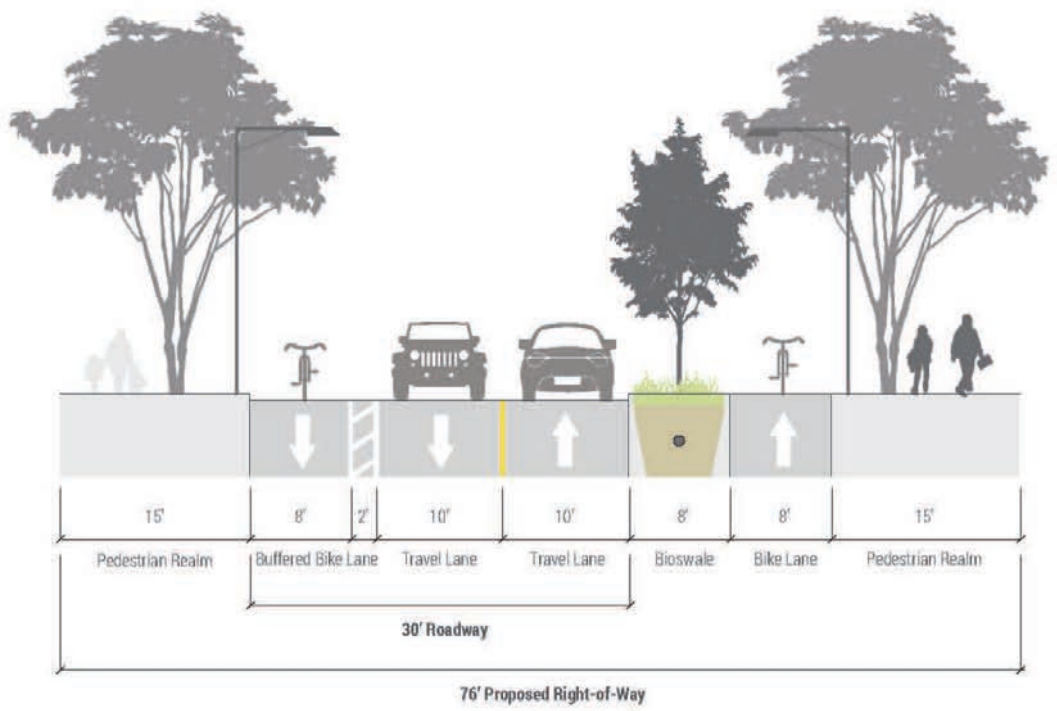 15' 8' 2' 10' 10' 8' 8' 15'
Pedestrian Realm Buffered Bike Lane Travel Lane Travel Lane Bioswale Bike Lane Pedestrian Realm
30' Roadway
76' Proposed Right-of-Way